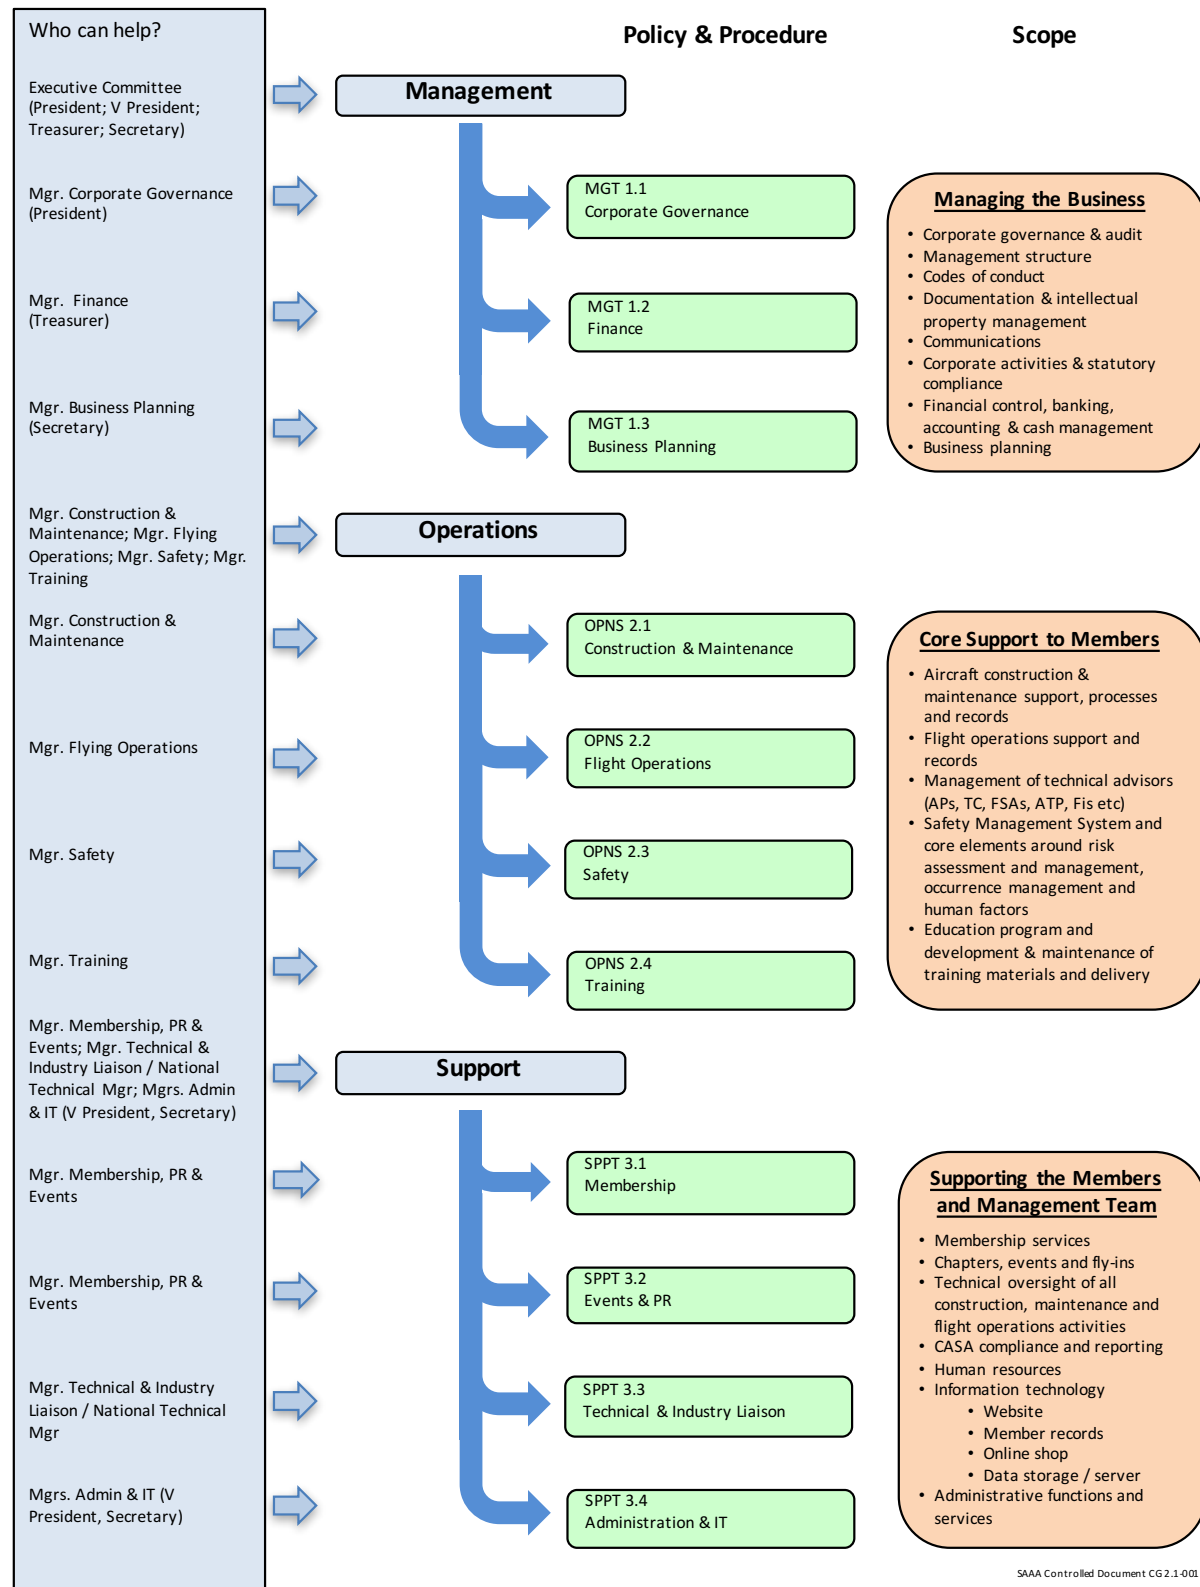 Who can help?
Policy & Procedure
Scope
Executive Committee
(President; V President;
Treasurer; Secretary)
Management
Mgr. Corporate Governance
(President)
MGT 1.1
Corporate Governance
Mgr. Finance
(Treasurer)
MGT 1.2
Finance
Mgr. Business Planning
(Secretary)
MGT 1.3
Business Planning
Managing the Business
• Corporate governance & audit
• Management structure
• Codes of conduct
• Documentation & intellectual
property management
• Communications
• Corporate activities & statutory
compliance
• Financial control, banking,
accounting & cash management
• Business planning
Mgr. Construction &
Maintenance; Mgr. Flying
Operations; Mgr. Safety; Mgr.
Training
Operations
Mgr. Construction &
Maintenance
OPNS 2.1
Construction & Maintenance
Mgr. Flying Operations
OPNS 2.2
Flight Operations
Mgr. Safety
OPNS 2.3
Safety
Mgr. Training
OPNS 2.4
Training
Core Support to Members
• Aircraft construction &
maintenance support, processes
and records
• Flight operations support and
records
• Management of technical advisors
(APs, TC, FSAs, ATP, Fis etc)
• Safety Management System and
core elements around risk
assessment and management,
occurrence management and
human factors
• Education program and
development & maintenance of
training materials and delivery
Mgr. Membership, PR &
Events; Mgr. Technical &
Industry Liaison / National
Technical Mgr; Mgrs. Admin
& IT (V President, Secretary)
Support
Mgr. Membership, PR &
Events
SPPT 3.1
Membership
Mgr. Membership, PR &
Events
SPPT 3.2
Events & PR
Mgr. Technical & Industry
Liaison / National Technical
Mgr
SPPT 3.3
Technical & Industry Liaison
Mgrs. Admin & IT (V
President, Secretary)
SPPT 3.4
Administration & IT
Supporting the Members
and Management Team
• Membership services
• Chapters, events and fly-ins
• Technical oversight of all
construction, maintenance and
flight operations activities
• CASA compliance and reporting
• Human resources
• Information technology
• Website
• Member records
• Online shop
• Data storage / server
• Administrative functions and
services
SAAA Controlled Document CG 2.1-001